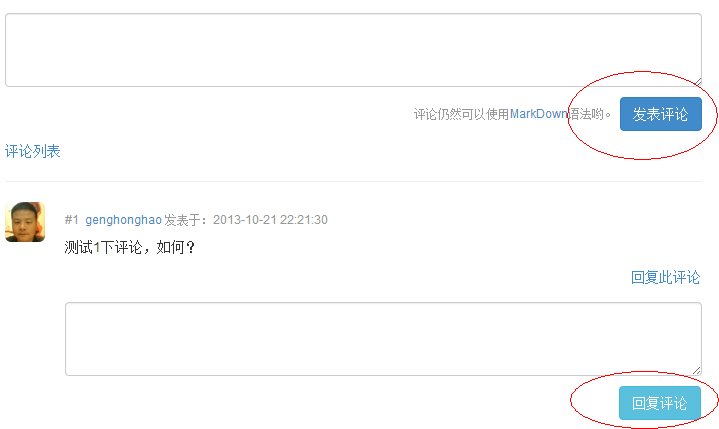 评论仍然可以使用MarkDown语法哟。 发表评论
评论列表
#1 genghonghao 发表于：2013-10-21 22:21:30
测试1下评论，如何？
回复此评论
回复评论